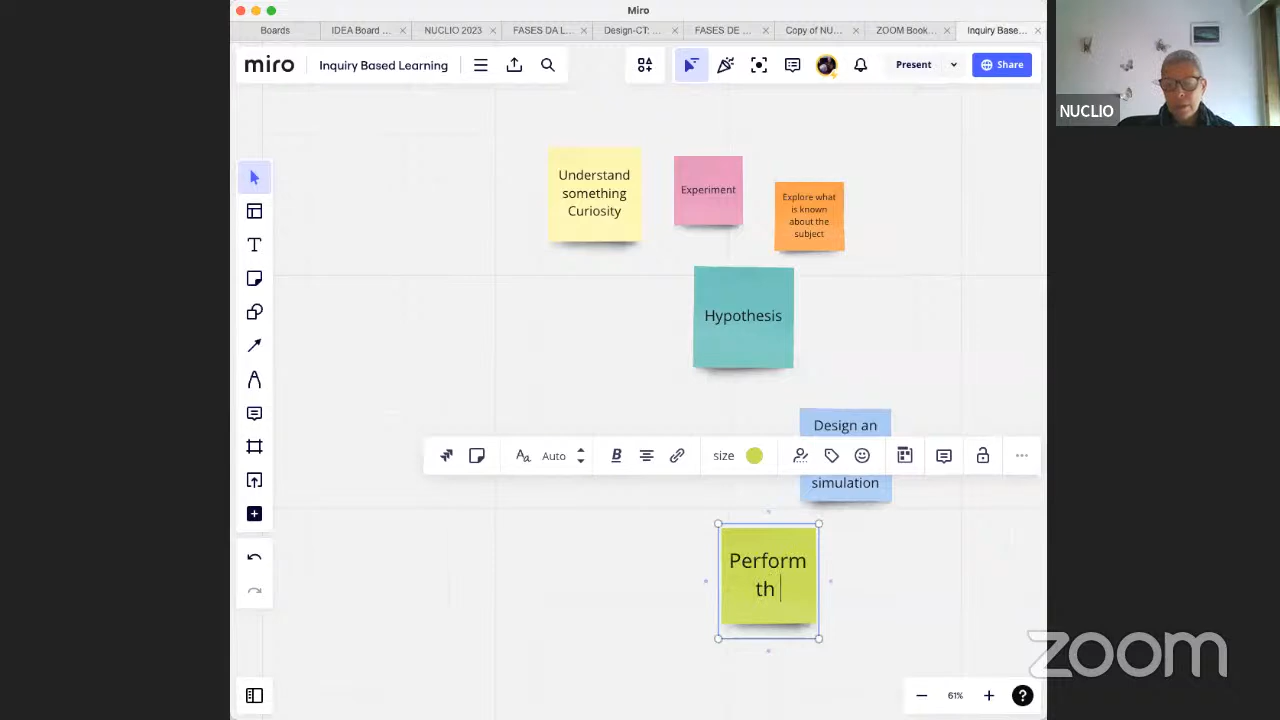 Miro
Boards
IDEA Board ...
NUCLIO 2023
FASES DA L...
Design-CT: ...
FASES DE ...
Copy of NU...
ZOOM Book...
Inquiry Base...
miro
Inquiry Based Learning
Present
Share
NUCLIO
Understand
something
Curiosity
Experiment
Explore what
is known
about the
subject
Hypothesis
Design an
Auto
size
simulation
Perform
th
61%
zoom